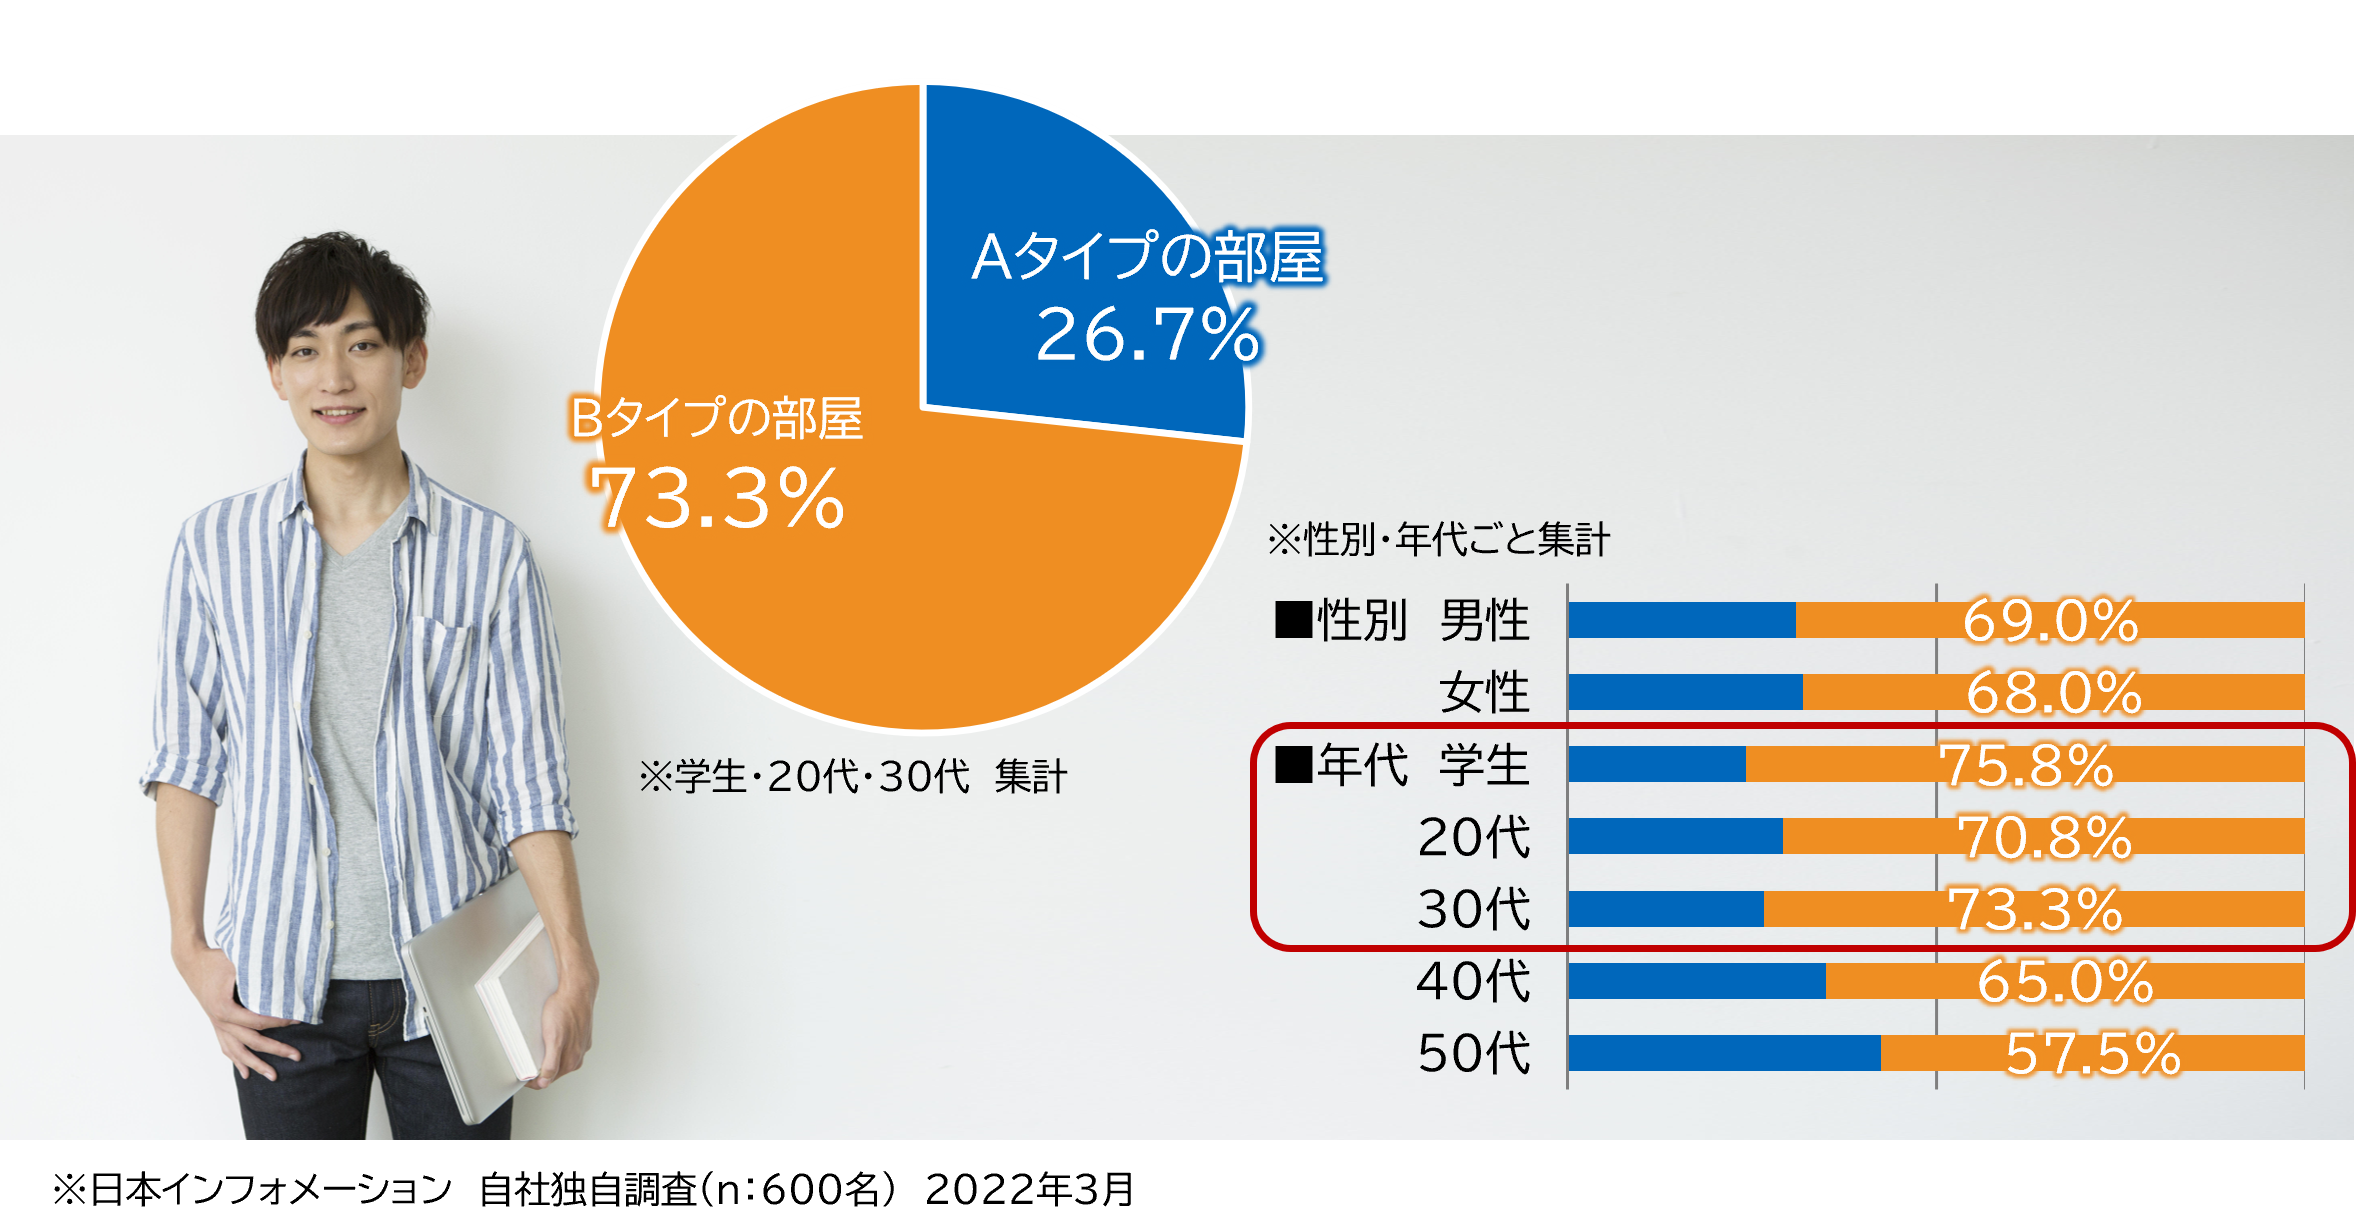 Aタイプの部屋
26.7%
Bタイプの部屋
73.3%
※学生・20代・30代　集計
※性別・年代ごと集計
■性別　男性　69.0%
女性　68.0%
■年代　学生　75.8%
20代　70.8%
30代　73.3%
40代　65.0%
50代　57.5%
※日本インフォメーション　自社独自調査(n：600名)　2022年3月